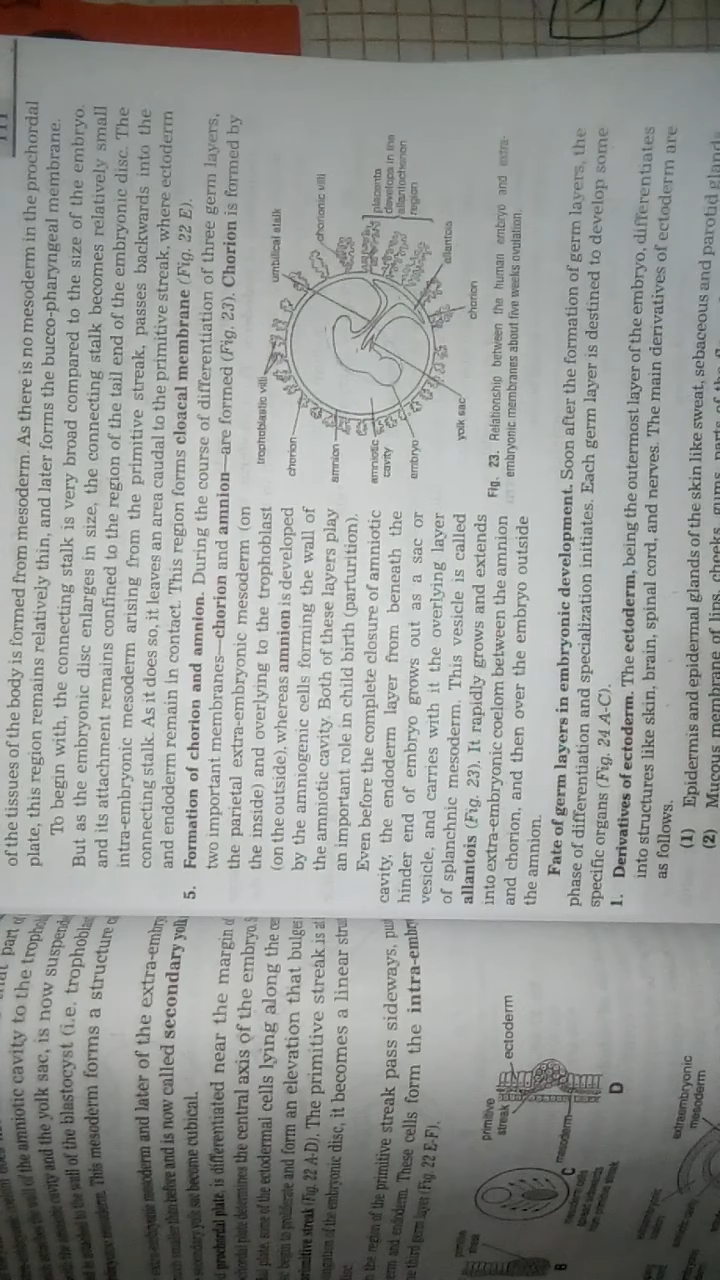 111
of the tissues of the body is formed from mesoderm. As there is no mesoderm in the prochordal
plate, this region remains relatively thin, and later forms the bucco-pharyngeal membrane.
To begin with, the connecting stalk is very broad compared to the size of the embryo.
But as the embryonic disc enlarges in size, the connecting stalk becomes relatively small
and its attachment remains confined to the region of the tail end of the embryonic disc. The
intra-embryonic mesoderm arising from the primitive streak, passes backwards into the
connecting stalk. As it does so, it leaves an area caudal to the primitive streak, where ectoderm
and endoderm remain in contact. This region forms cloacal membrane (Fig. 22 E).
5. Formation of chorion and amnion. During the course of differentiation of three germ layers,
two important membranes—chorion and amnion—are formed (Fig. 23). Chorion is formed by
the parietal extra-embryonic mesoderm (on
the inside) and overlying to the trophoblast
(on the outside), whereas amnion is developed
by the amniogenic cells forming the wall of
the amniotic cavity. Both of these layers play
an important role in child birth (parturition).
Even before the complete closure of amniotic
cavity, the endoderm layer from beneath the
hinder end of embryo grows out as a sac or
vesicle, and carries with it the overlying layer
of splanchnic mesoderm. This vesicle is called
allantois (Fig. 23). It rapidly grows and extends
into extra-embryonic coelom between the amnion
and chorion, and then over the embryo outside
the amnion.
trophoblastic villi
umbilical stalk
chorion
chorionic villi
amnion
placenta
develops in the
allantochorion
region
amniotic
cavity
embryo
allantois
yolk sac
chorion
Fig. 23. Relationship between the human embryo and extra-
embryonic membranes about five weeks ovulation.
Fate of germ layers in embryonic development. Soon after the formation of germ layers, the
phase of differentiation and specialization initiates. Each germ layer is destined to develop some
specific organs (Fig. 24 A-C).
1. Derivatives of ectoderm. The ectoderm, being the outermost layer of the embryo, differentiates
into structures like skin, brain, spinal cord, and nerves. The main derivatives of ectoderm are
as follows.
(1) Epidermis and epidermal glands of the skin like sweat, sebaceous and parotid glands
(2) Mucous membrane of lips, cheeks, gums, parts of the
part of
of the amniotic cavity to the
cavity and the yolk sac, is now
wall of the blastocyst (i.e.
This mesoderm forms a structure
mesoderm and later of the
than before and is now called secondary
become cubical.
prochordal plate, is differentiated near the margin
plate determines the central axis of the embryo.
plate, some of the ectodermal cells lying along the
begin to proliferate and form an elevation that bulges
primitive streak (Fig. 22 A-D). The primitive streak is
of the embryonic disc, it becomes a linear
the region of the primitive streak pass sideways,
and endoderm. These cells form the
third germ layer (Fig. 22 E,F).
primitive
streak
ectoderm
mesoderm
B
C
D
extraembryonic
mesoderm